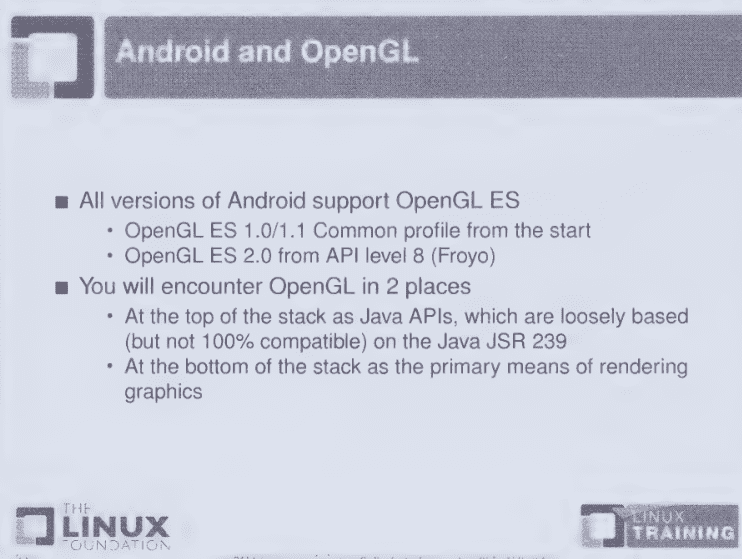 Android and OpenGL
■ All versions of Android support OpenGL ES
• OpenGL ES 1.0/1.1 Common profile from the start
• OpenGL ES 2.0 from API level 8 (Froyo)
■ You will encounter OpenGL in 2 places
• At the top of the stack as Java APIs, which are loosely based
(but not 100% compatible) on the Java JSR 239
• At the bottom of the stack as the primary means of rendering
graphics
THE
LINUX
FOUNDATION
LINUX
TRAINING